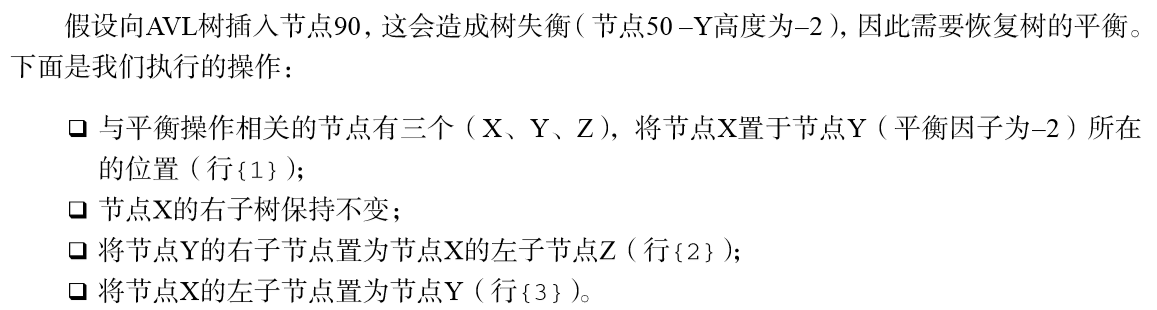 假设向AVL树插入节点90，这会造成树失衡（节点50 –Y高度为–2），因此需要恢复树的平衡。
下面是我们执行的操作：
❑ 与平衡操作相关的节点有三个（X、Y、Z），将节点X置于节点Y（平衡因子为–2）所在
的位置（行{1}）；
❑ 节点X的右子树保持不变；
❑ 将节点Y的右子节点置为节点X的左子节点Z（行{2}）；
❑ 将节点X的左子节点置为节点Y（行{3}）。